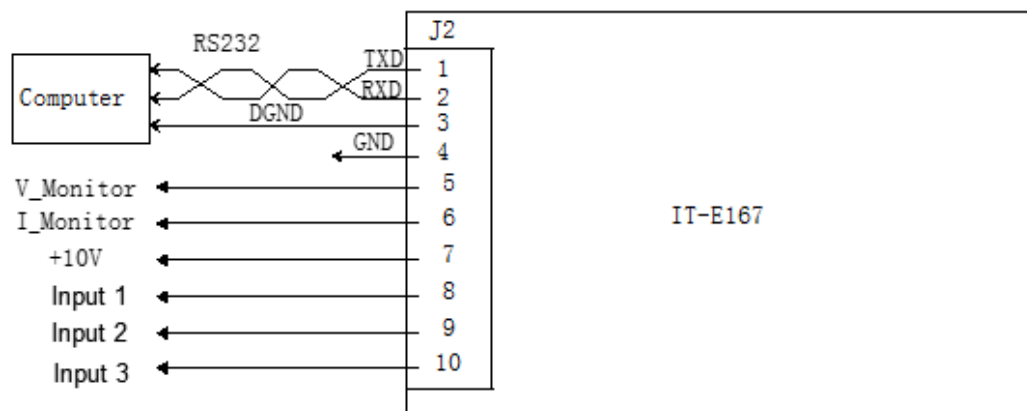 J2
RS232
TXD 1
Computer
RXD 2
DGND 3
GND 4
V_Monitor 5
I_Monitor 6
IT-E167
+10V 7
Input 1 8
Input 2 9
Input 3 10